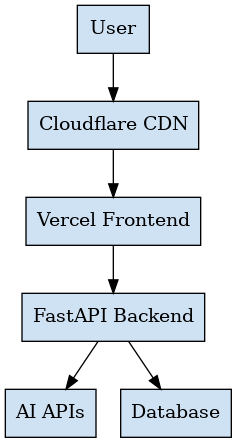 User
Cloudflare CDN
Vercel Frontend
FastAPI Backend
AI APIs
Database